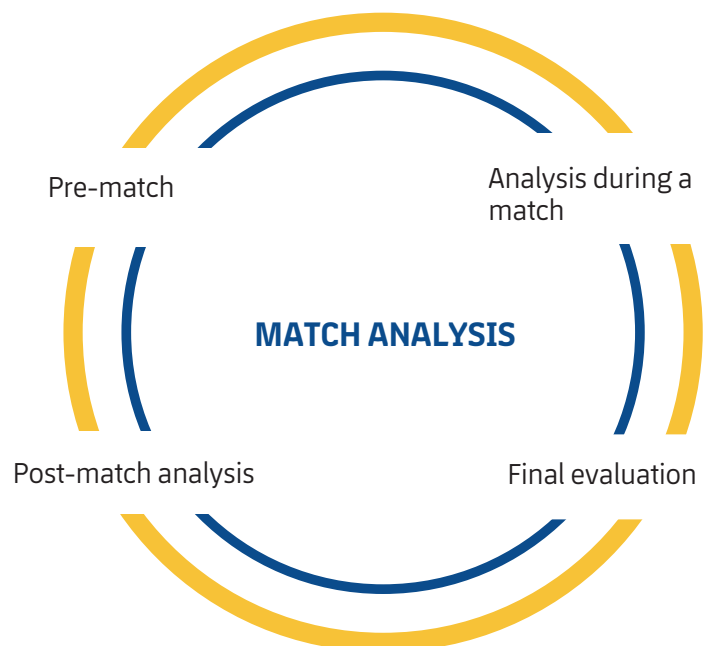 Pre-match
Analysis during a
match
MATCH ANALYSIS
Post-match analysis
Final evaluation